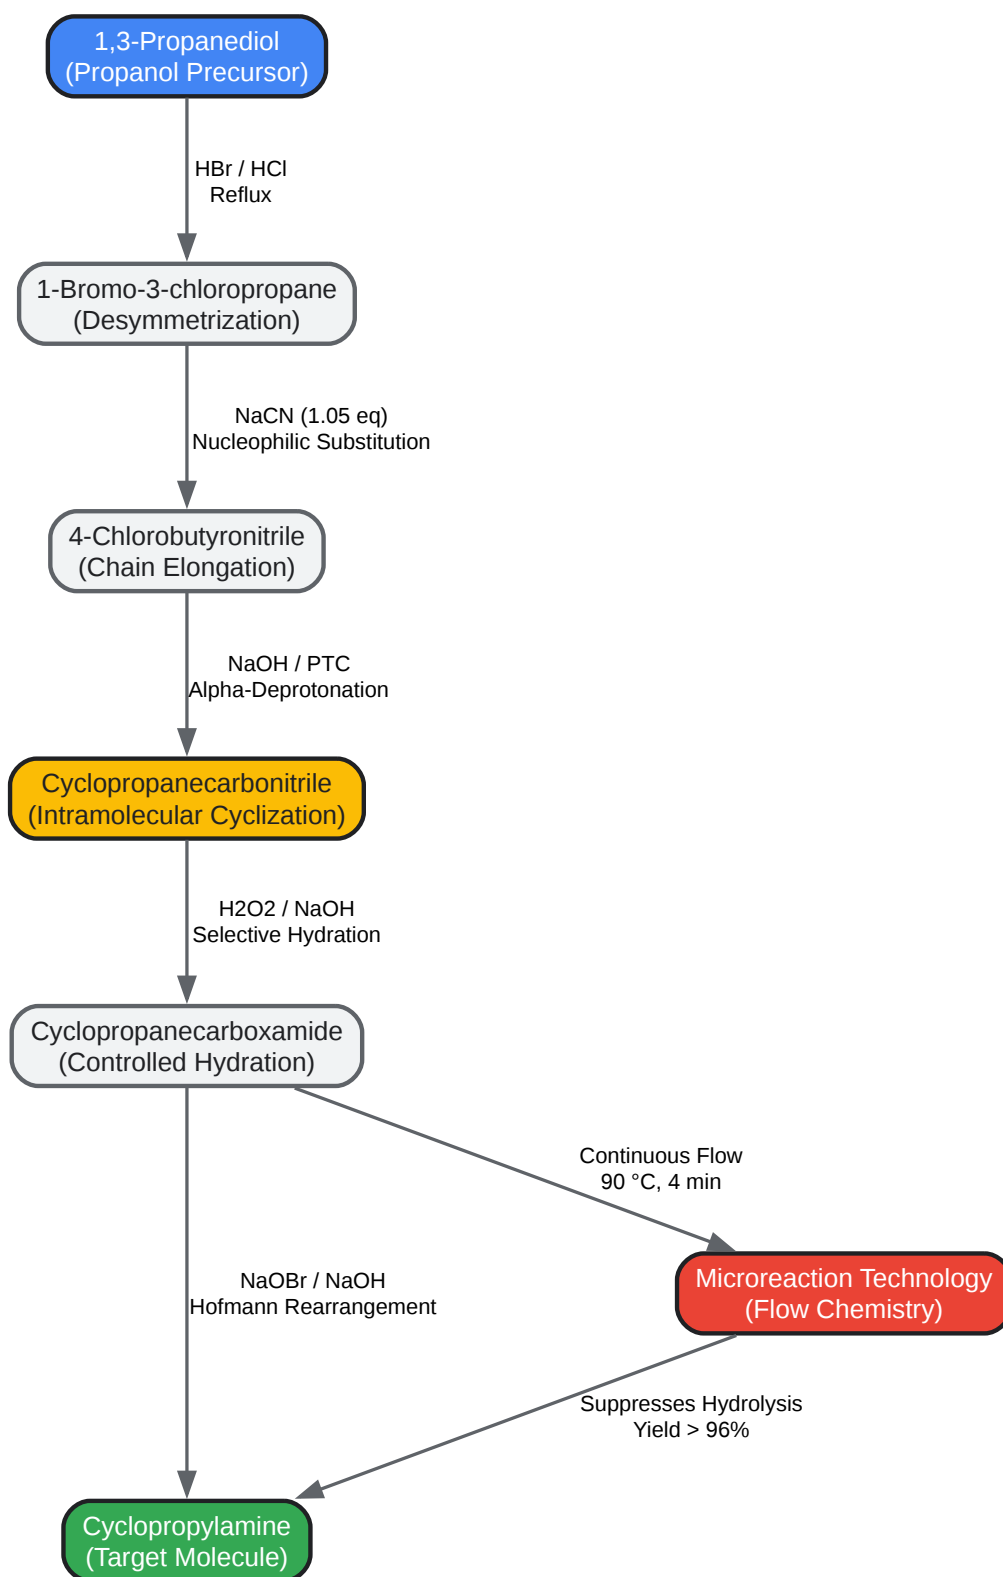 1,3-Propanediol
(Propanol Precursor)
HBr / HCl
Reflux
1-Bromo-3-chloropropane
(Desymmetrization)
NaCN (1.05 eq)
Nucleophilic Substitution
4-Chlorobutyronitrile
(Chain Elongation)
NaOH / PTC
Alpha-Deprotonation
Cyclopropanecarbonitrile
(Intramolecular Cyclization)
H2O2 / NaOH
Selective Hydration
Cyclopropanecarboxamide
(Controlled Hydration)
Continuous Flow
90 °C, 4 min
Microreaction Technology
(Flow Chemistry)
NaOBr / NaOH
Hofmann Rearrangement
Suppresses Hydrolysis
Yield > 96%
Cyclopropylamine
(Target Molecule)